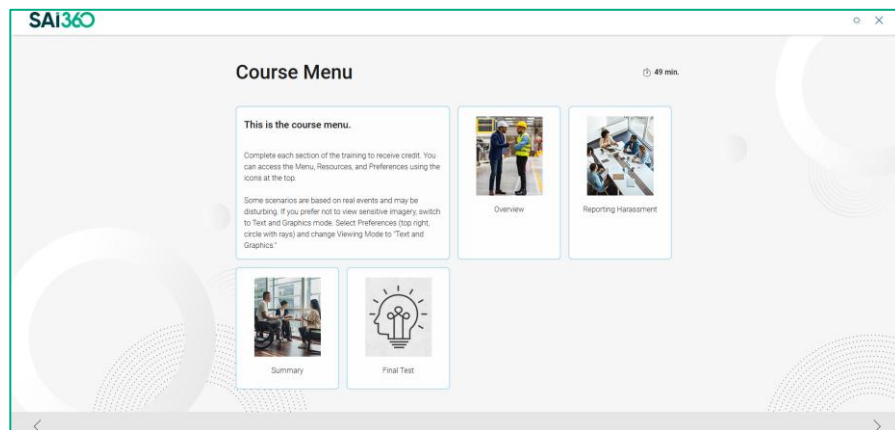 SAI360
Course Menu
49 min.
This is the course menu.
Complete each section of the training to receive credit. You
can access the Menu, Resources, and Preferences using the
icons at the top.
Some scenarios are based on real events and may be
disturbing. If you prefer not to view sensitive imagery, switch
to Text and Graphics mode. Select Preferences (top right,
circle with rays) and change Viewing Mode to "Text and
Graphics."
Overview
Reporting Harassment
Summary
Final Test